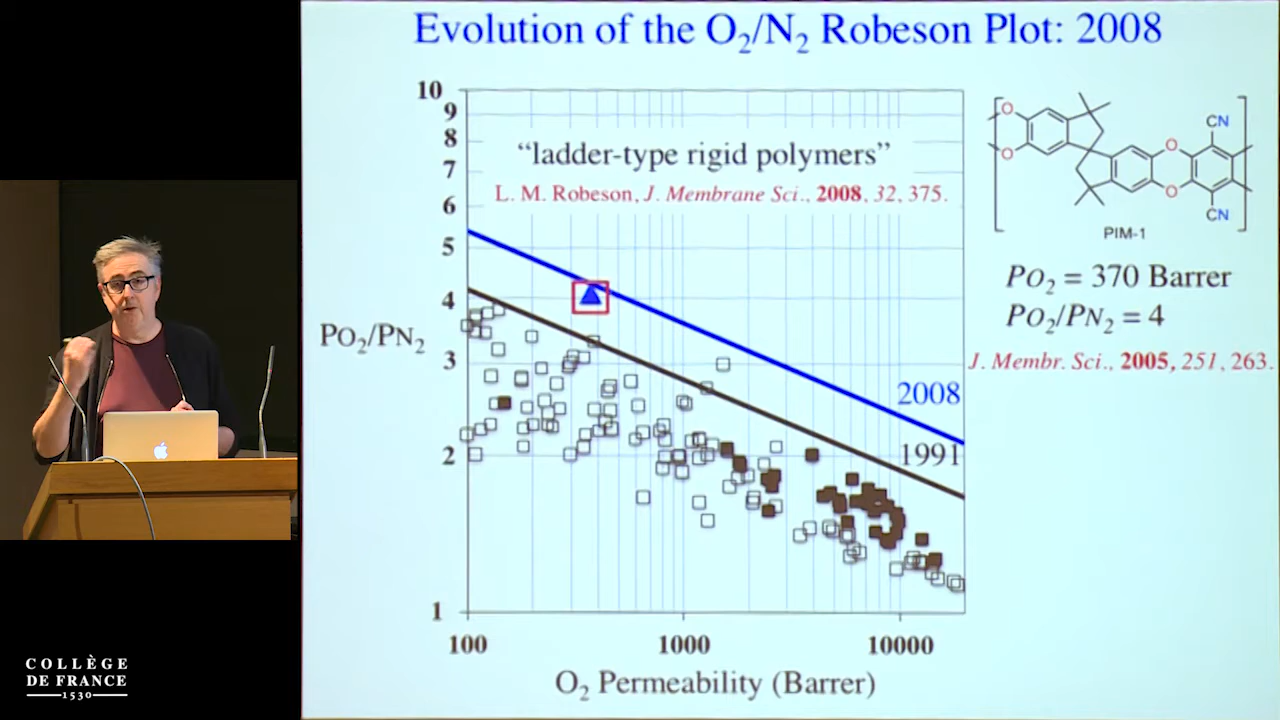 Evolution of the O2/N2 Robeson Plot: 2008
10
9
8
7
6
5
4
3
2
1
PO2/PN2
"ladder-type rigid polymers"
L. M. Robeson, J. Membrane Sci., 2008, 32, 375.
2008
1991
100
1000
10000
O2 Permeability (Barrer)
O
O
O
O
CN
CN
PIM-1
PO2 = 370 Barrer
PO2/PN2 = 4
J. Membr. Sci., 2005, 251, 263.
COLLÈGE
DE FRANCE
1530